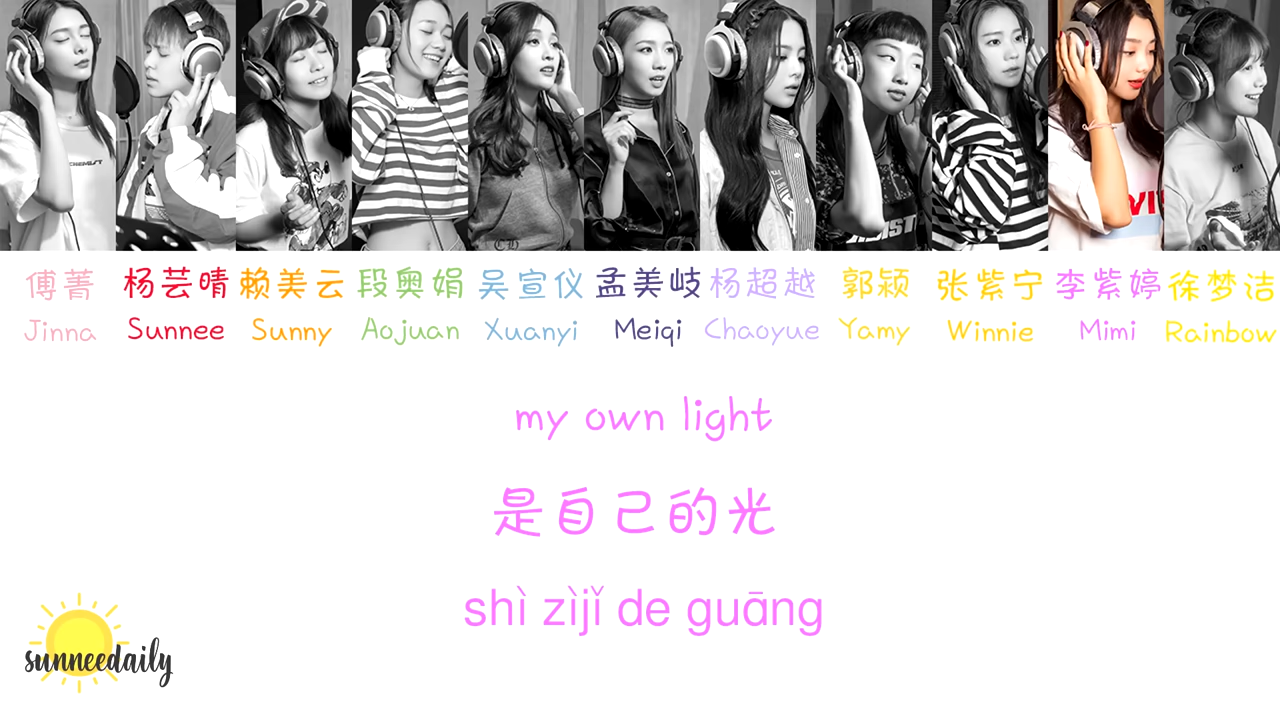 CHEMIST
傅菁 杨芸晴 赖美云 段奥娟 吴宣仪 孟美岐 杨超越 郭颖 张紫宁 李紫婷 徐梦洁
Jinna Sunnee Sunny Aojuan Xuanyi Meiqi Chaoyue Yamy Winnie Mimi Rainbow
my own light
是自己的光
shì zìjǐ de guāng
sunneedaily